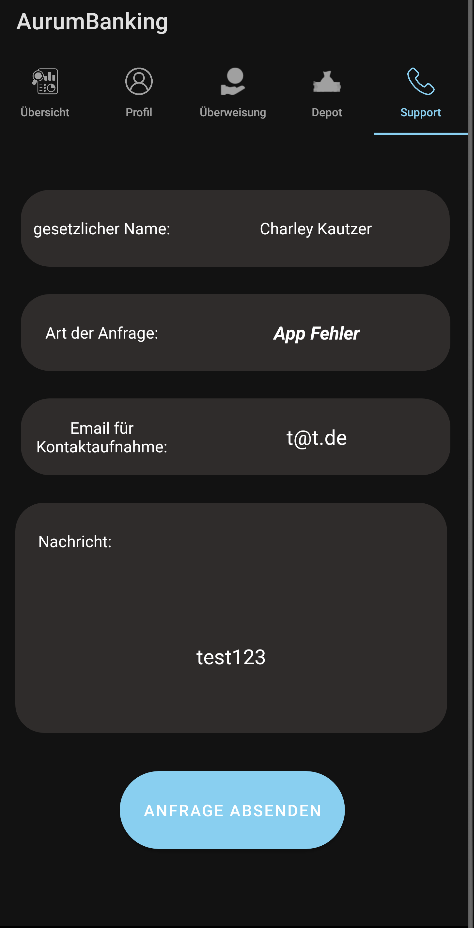 AurumBanking
Übersicht
Profil
Überweisung
Depot
Support
gesetzlicher Name:
Charley Kautzer
Art der Anfrage:
App Fehler
Email für
Kontaktaufnahme:
t@t.de
Nachricht:
test123
ANFRAGE ABSENDEN